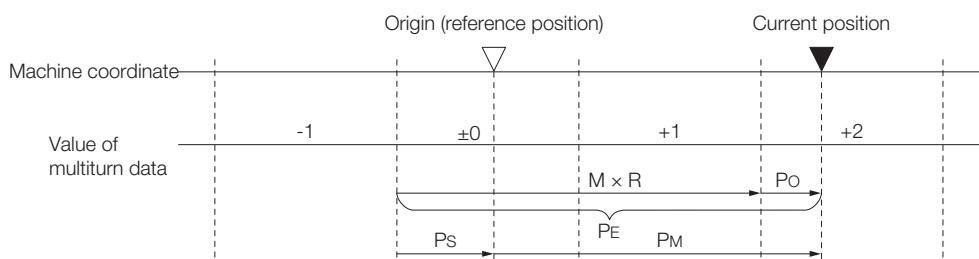 Origin (reference position) Current position
Machine coordinate
-1 ±0 +1 +2
Value of
multiturn data
M × R PO
PE
PS PM